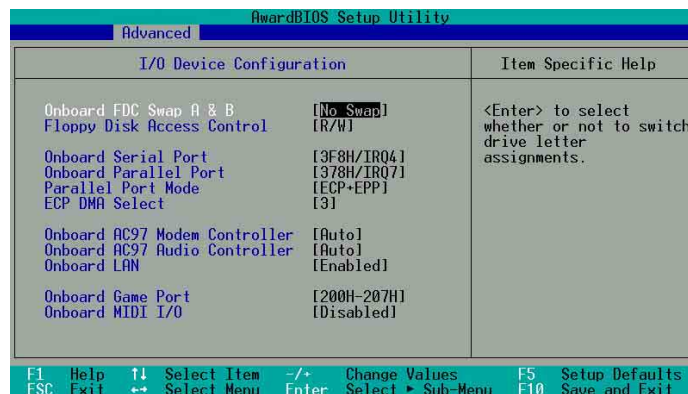 AwardBIOS Setup Utility
Advanced
I/O Device Configuration
Item Specific Help
Onboard FDC Swap A & B [No Swap]
Floppy Disk Access Control [R/W]
Onboard Serial Port [3F8H/IRQ4]
Onboard Parallel Port [378H/IRQ7]
Parallel Port Mode [ECP+EPP]
ECP DMA Select [3]
Onboard AC97 Modem Controller [Auto]
Onboard AC97 Audio Controller [Auto]
Onboard LAN [Enabled]
Onboard Game Port [200H-207H]
Onboard MIDI I/O [Disabled]
<Enter> to select
whether or not to switch
drive letter
assignments.
F1 Help ↑↓ Select Item -/+ Change Values F5 Setup Defaults
ESC Exit ↔ Select Menu Enter Select ► Sub-Menu F10 Save and Exit